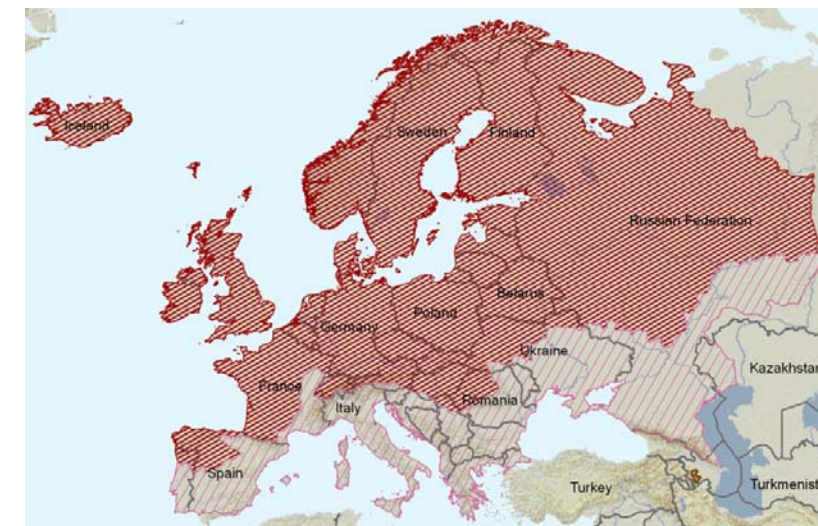 Iceland
Sweden
Finland
Russian Federation
Belarus
Poland
Germany
Ukraine
Kazakhstan
France
Romania
Italy
Spain
Turkey
Turkmenist